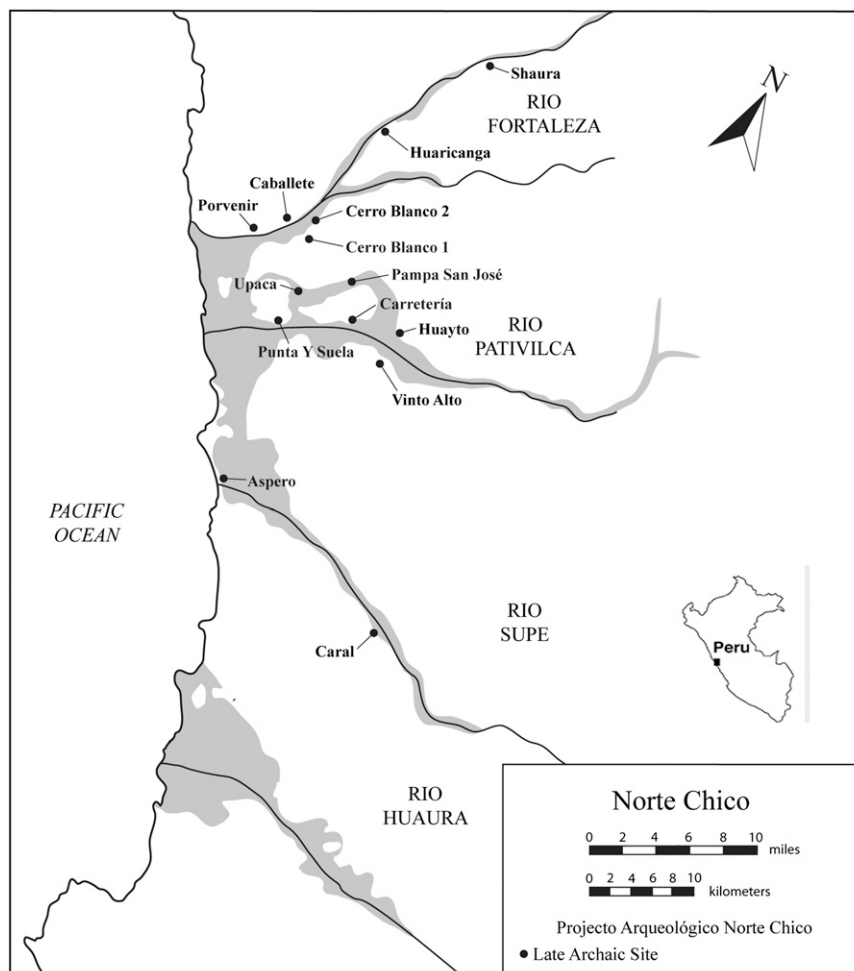 N
Shaura
RIO
FORTALEZA
Huaricanga
Caballete
Porvenir
Cerro Blanco 2
Cerro Blanco 1
Pampa San José
Upaca
Carretería
Huayto
RIO
PATIVILCA
Punta Y Suela
Vinto Alto
Aspero
PACIFIC
OCEAN
RIO
SUPE
Caral
Peru
RIO
HUAURA
Norte Chico
0 2 4 6 8 10
miles
0 2 4 6 8 10
kilometers
Projecto Arqueológico Norte Chico
Late Archaic Site